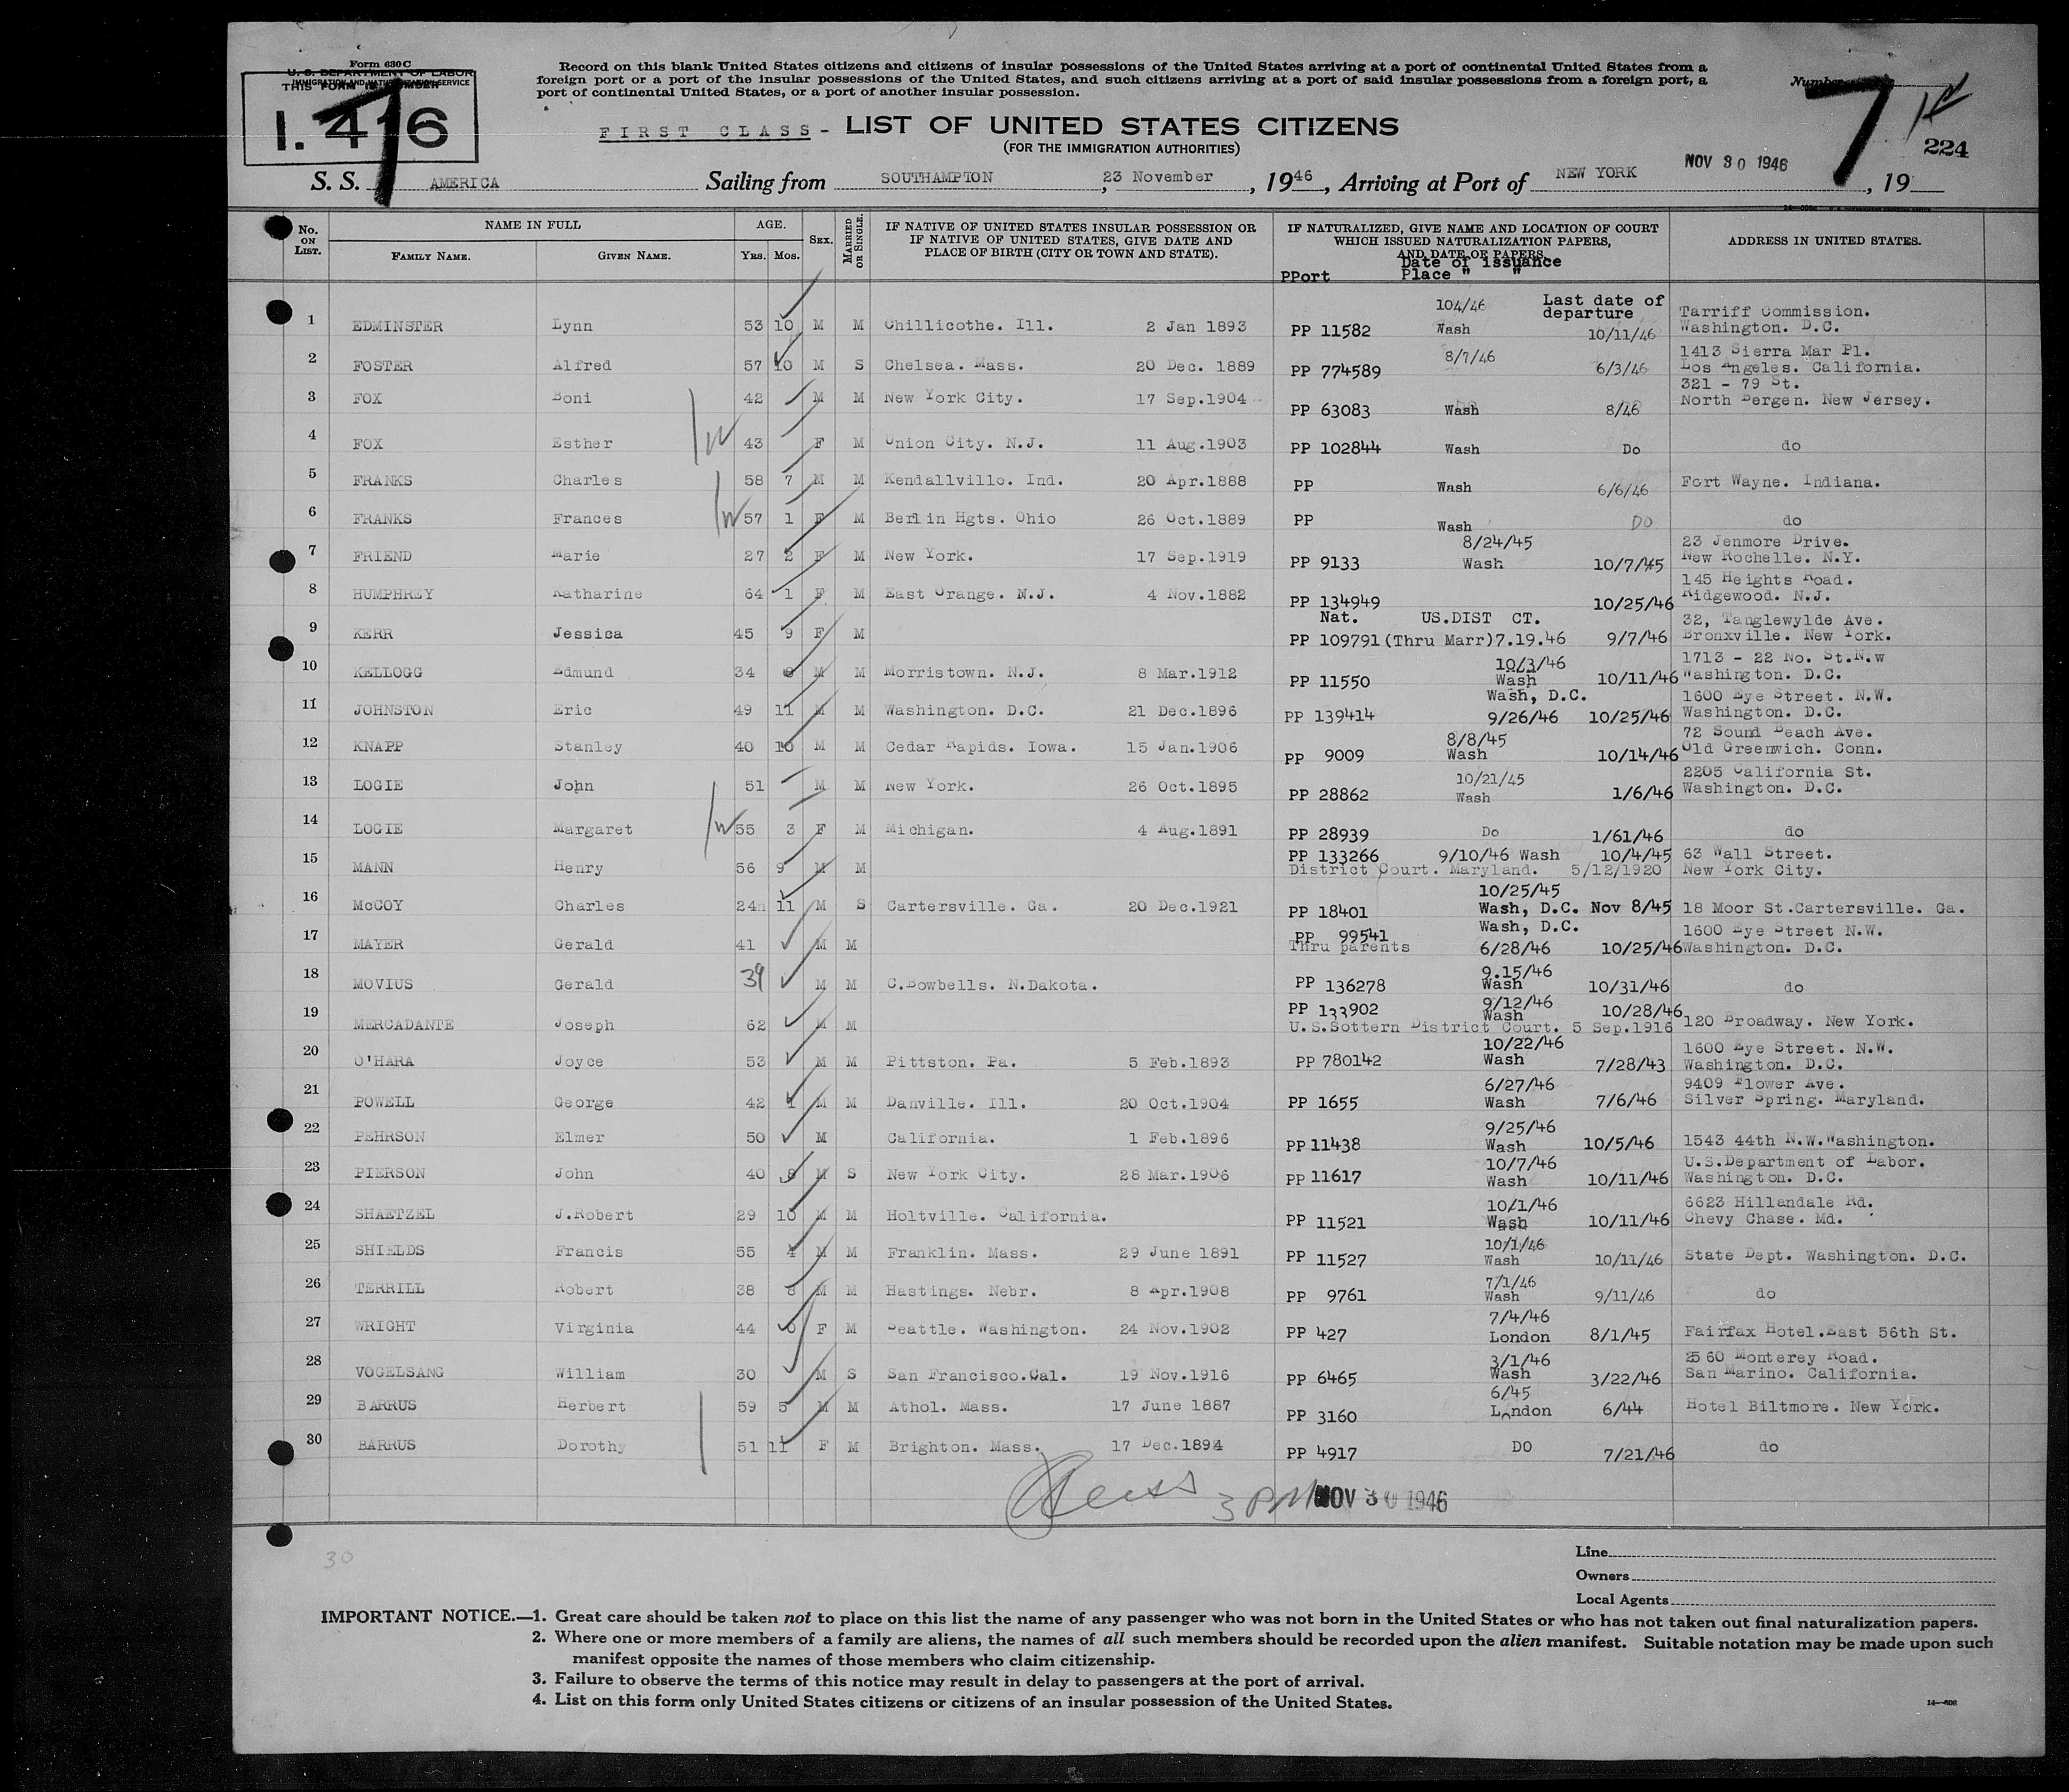 Form 630 C
U. S. DEPARTMENT OF LABOR
IMMIGRATION AND NATURALIZATION SERVICE
THIS FORM IS
I. 416
7
Record on this blank United States citizens and citizens of insular possessions of the United States arriving at a port of continental United States from a
foreign port or a port of the insular possessions of the United States, and such citizens arriving at a port of said insular possessions from a foreign port, a
port of continental United States, or a port of another insular possession.
Number
7
224
FIRST CLASS - LIST OF UNITED STATES CITIZENS
(FOR THE IMMIGRATION AUTHORITIES)
NOV 30 1946
S. S. AMERICA Sailing from SOUTHAMPTON, 23 November, 1946, Arriving at Port of NEW YORK, 19
No. ON LIST. NAME IN FULL AGE. SEX. MARRIED OR SINGLE. IF NATIVE OF UNITED STATES INSULAR POSSESSION OR IF NATIVE OF UNITED STATES, GIVE DATE AND PLACE OF BIRTH (CITY OR TOWN AND STATE). IF NATURALIZED, GIVE NAME AND LOCATION OF COURT WHICH ISSUED NATURALIZATION PAPERS, AND DATE OF PAPERS. ADDRESS IN UNITED STATES.
FAMILY NAME. GIVEN NAME. YRS. MOS.
Date of issuance
PPort Place " "
104/46 Last date of departure Tarriff Commission.
1 EDMINSTER Lynn 53 10 M M Chillicothe. Ill. 2 Jan 1893 PP 11582 Wash 10/11/46 Washington. D.C.
8/7/46 1413 Sierra Mar Pl.
2 FOSTER Alfred 57 10 M S Chelsea. Mass. 20 Dec. 1889 PP 774589 6/3/46 Los Angeles. California.
321 - 79 St.
3 FOX Boni 42 M M New York City. 17 Sep.1904 PP 63083 Wash 8/46 North Bergen. New Jersey.
4 FOX Esther 43 F M Union City. N.J. 11 Aug.1903 PP 102844 Wash Do do
5 FRANKS Charles 58 7 M M Kendallville. Ind. 20 Apr.1888 PP Wash 6/6/46 Fort Wayne. Indiana.
6 FRANKS Frances 57 1 F M Berlin Hgts. Ohio 26 Oct.1889 PP Wash DO do
8/24/45 23 Jenmore Drive.
7 FRIEND Marie 27 2 F M New York. 17 Sep.1919 PP 9133 Wash 10/7/45 New Rochelle. N.Y.
145 Heights Road.
8 HUMPHREY Katharine 64 1 F M East Orange. N.J. 4 Nov.1882 PP 134949 10/25/46 Ridgewood. N.J.
Nat. US.DIST CT. 32, Tanglewylde Ave.
9 KERR Jessica 45 9 F M PP 109791 (Thru Marr) 7.19.46 9/7/46 Bronxville. New York.
10/3/46 1713 - 22 No. St.N.w
10 KELLOGG Edmund 34 8 M M Morristown. N.J. 8 Mar.1912 PP 11550 Wash 10/11/46 Washington. D.C.
Wash, D.C. 1600 Eye Street. N.W.
11 JOHNSTON Eric 49 11 M M Washington. D.C. 21 Dec.1896 PP 139414 9/26/46 10/25/46 Washington. D.C.
8/8/45 72 Sound Beach Ave.
12 KNAPP Stanley 40 10 M M Cedar Rapids. Iowa. 15 Jan.1906 PP 9009 Wash 10/14/46 Old Greenwich. Conn.
10/21/45 2205 California St.
13 LOGIE John 51 M M New York. 26 Oct.1895 PP 28862 Wash 1/6/46 Washington. D.C.
14 LOGIE Margaret 55 3 F M Michigan. 4 Aug.1891 PP 28939 Do 1/61/46 do
PP 133266 9/10/46 Wash 10/4/45 63 Wall Street.
15 MANN Henry 56 9 M M District Court. Maryland. 5/12/1920 New York City.
10/25/45
16 McCOY Charles 24 11 M S Cartersville. Ga. 20 Dec.1921 PP 18401 Wash, D.C. Nov 8/45 18 Moor St.Cartersville. Ga.
PP 99541 Wash, D.C. 1600 Eye Street N.W.
17 MAYER Gerald 41 M M Thru parents 6/28/46 10/25/46 Washington. D.C.
9.15/46
18 MOVIUS Gerald 39 M M C.Bowbells. N.Dakota. PP 136278 Wash 10/31/46 do
PP 133902 9/12/46 Wash 10/28/46
19 MERCADANTE Joseph 62 M M U.S.Sottern District Court. 5 Sep.1916 120 Broadway. New York.
10/22/46 1600 Eye Street. N.W.
20 O'HARA Joyce 53 M M Pittston. Pa. 5 Feb.1893 PP 780142 Wash 7/28/43 Washington. D.C.
6/27/46 9409 Flower Ave.
21 POWELL George 42 1 M M Danville. Ill. 20 Oct.1904 PP 1655 Wash 7/6/46 Silver Spring. Maryland.
9/25/46
22 PEHRSON Elmer 50 M California. 1 Feb.1896 PP 11438 Wash 10/5/46 1543 44th N.W.Washington.
10/7/46 U.S.Department of Labor.
23 PIERSON John 40 8 M S New York City. 28 Mar.1906 PP 11617 Wash 10/11/46 Washington. D.C.
10/1/46 6623 Hillandale Rd.
24 SHAETZEL J.Robert 29 10 M M Holtville. California. PP 11521 Wash 10/11/46 Chevy Chase. Md.
10/1/46
25 SHIELDS Francis 55 4 M M Franklin. Mass. 29 June 1891 PP 11527 Wash 10/11/46 State Dept. Washington. D.C.
7/1/46
26 TERRILL Robert 38 8 M M Hastings. Nebr. 8 Apr.1908 PP 9761 Wash 9/11/46 do
7/4/46
27 WRIGHT Virginia 44 0 F M Seattle. Washington. 24 Nov.1902 PP 427 London 8/1/45 Fairfax Hotel.East 56th St.
3/1/46 2560 Monterey Road.
28 VOGELSANG William 30 M S San Francisco.Cal. 19 Nov.1916 PP 6465 Wash 3/22/46 San Marino. California.
6/45
29 BARRUS Herbert 59 5 M M Athol. Mass. 17 June 1887 PP 3160 London 6/44 Hotel Biltmore. New York.
30 BARRUS Dorothy 51 11 F M Brighton. Mass. 17 Dec.1894 PP 4917 DO 7/21/46 do
3 PM NOV 30 1946
30
Line
Owners
Local Agents
IMPORTANT NOTICE.—1. Great care should be taken not to place on this list the name of any passenger who was not born in the United States or who has not taken out final naturalization papers.
2. Where one or more members of a family are aliens, the names of all such members should be recorded upon the alien manifest. Suitable notation may be made upon such
manifest opposite the names of those members who claim citizenship.
3. Failure to observe the terms of this notice may result in delay to passengers at the port of arrival.
4. List on this form only United States citizens or citizens of an insular possession of the United States.